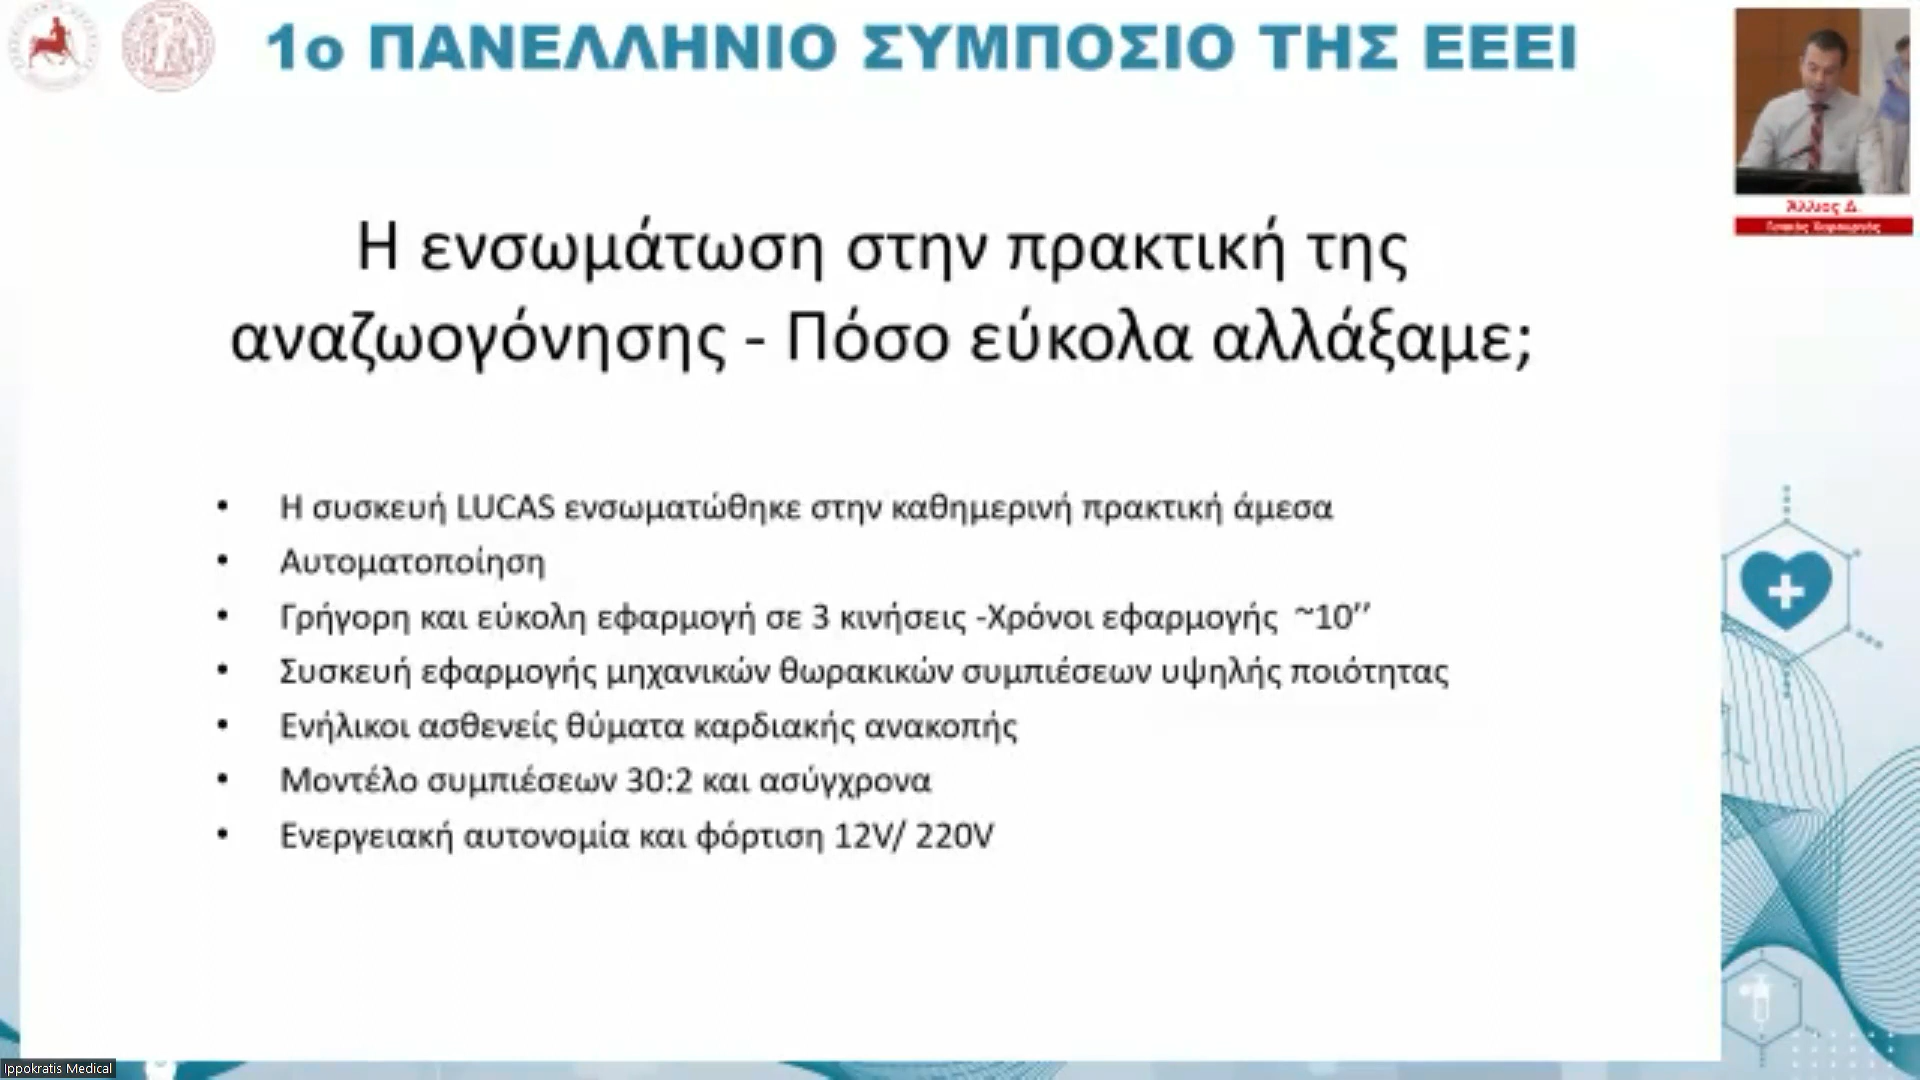 1ο ΠΑΝΕΛΛΗΝΙΟ ΣΥΜΠΟΣΙΟ ΤΗΣ ΕΕΕΙ
Άλλιος Δ.
Γενικός Χειρουργός
Η ενσωμάτωση στην πρακτική της
αναζωογόνησης - Πόσο εύκολα αλλάξαμε;
• Η συσκευή LUCAS ενσωματώθηκε στην καθημερινή πρακτική άμεσα
• Αυτοματοποίηση
• Γρήγορη και εύκολη εφαρμογή σε 3 κινήσεις -Χρόνοι εφαρμογής ~10’’
• Συσκευή εφαρμογής μηχανικών θωρακικών συμπιέσεων υψηλής ποιότητας
• Ενήλικοι ασθενείς θύματα καρδιακής ανακοπής
• Μοντέλο συμπιέσεων 30:2 και ασύγχρονα
• Ενεργειακή αυτονομία και φόρτιση 12V/ 220V
Ippokratis Medical